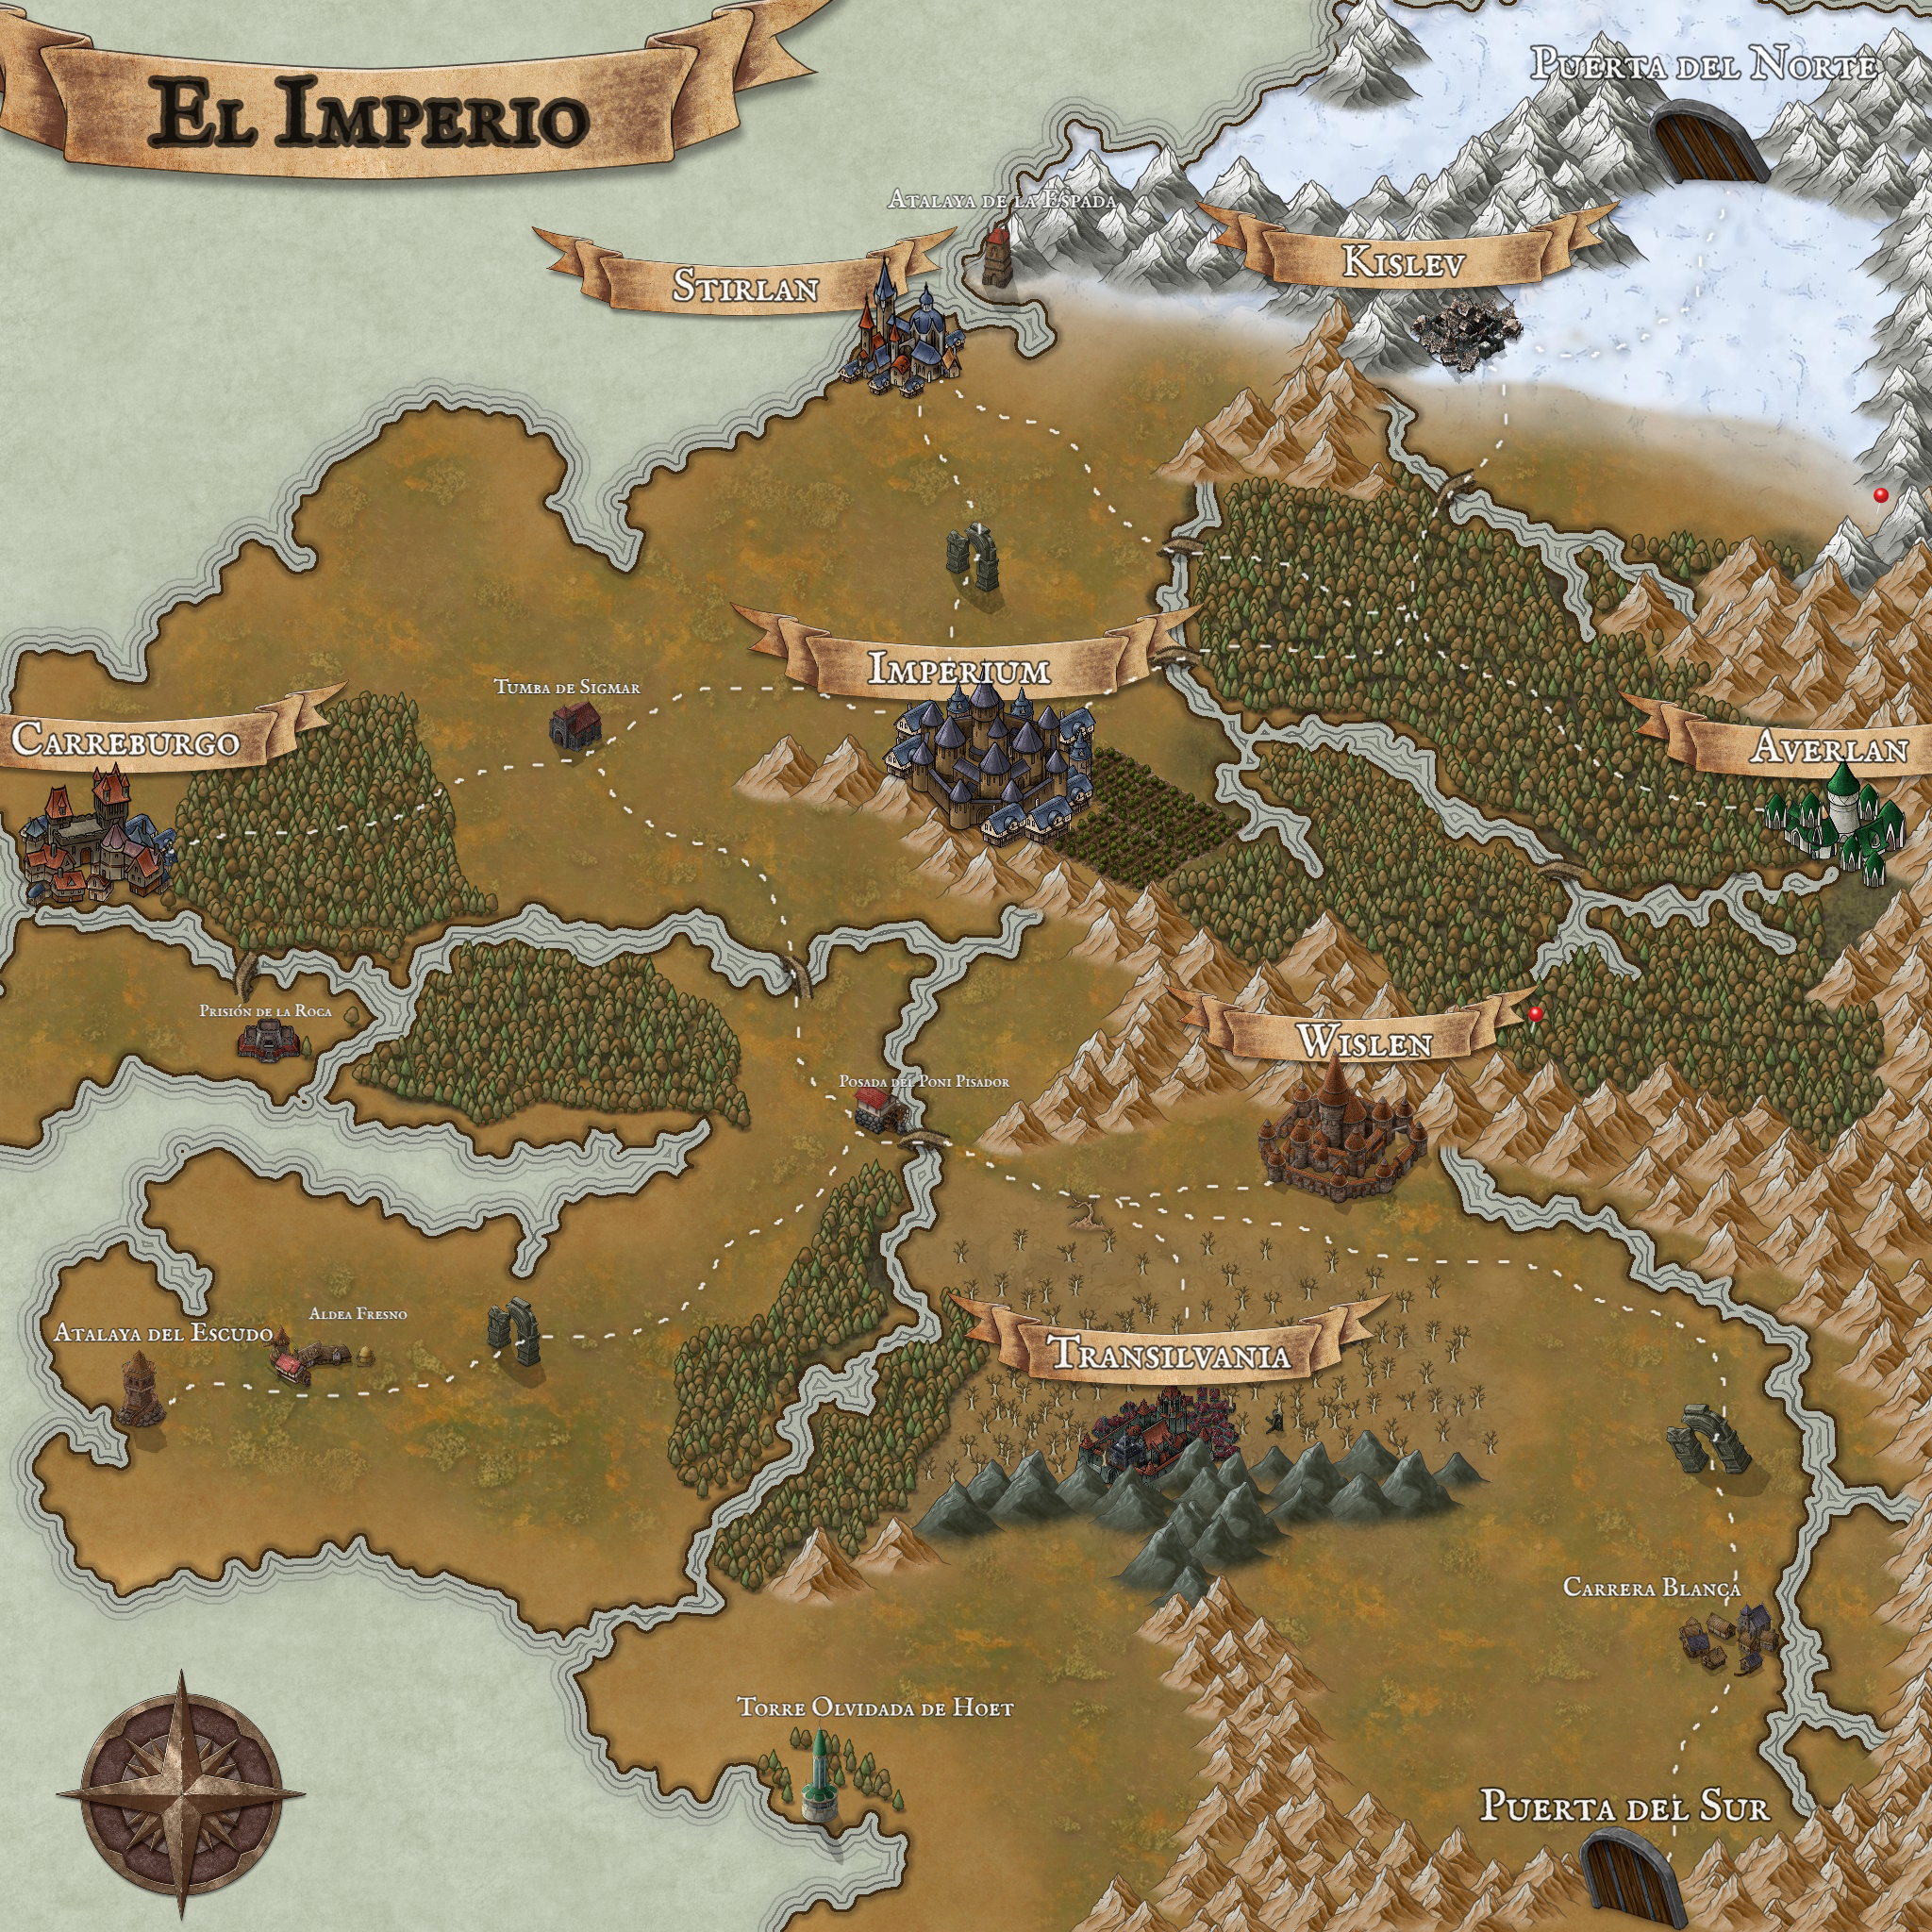 El Imperio
Puerta del Norte
Atalaya de la Espada
Kislev
Stirlan
Imperium
Tumba de Sigmar
Carreburgo
Averlan
Prisión de la Roca
Wislen
Posada del Poni Pisador
Aldea Fresno
Atalaya del Escudo
Transilvania
Carrera Blanca
Torre Olvidada de Hoet
Puerta del Sur